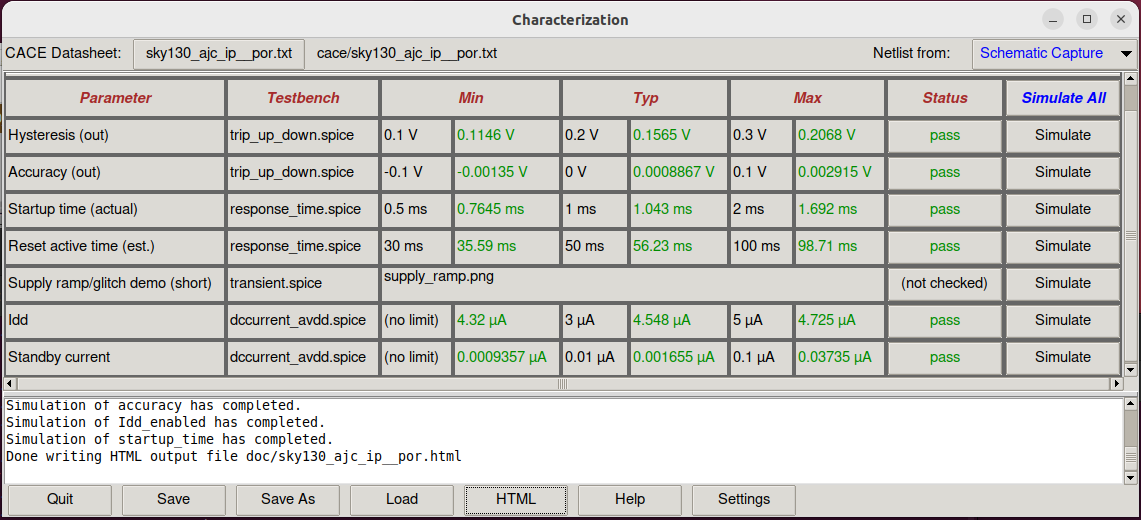 Characterization
CACE Datasheet: sky130_ajc_ip__por.txt cace/sky130_ajc_ip__por.txt Netlist from: Schematic Capture
Parameter Testbench Min Typ Max Status Simulate All
Hysteresis (out) trip_up_down.spice 0.1 V 0.1146 V 0.2 V 0.1565 V 0.3 V 0.2068 V pass Simulate
Accuracy (out) trip_up_down.spice -0.1 V -0.00135 V 0 V 0.0008867 V 0.1 V 0.002915 V pass Simulate
Startup time (actual) response_time.spice 0.5 ms 0.7645 ms 1 ms 1.043 ms 2 ms 1.692 ms pass Simulate
Reset active time (est.) response_time.spice 30 ms 35.59 ms 50 ms 56.23 ms 100 ms 98.71 ms pass Simulate
Supply ramp/glitch demo (short) transient.spice supply_ramp.png (not checked) Simulate
Idd dccurrent_avdd.spice (no limit) 4.32 µA 3 µA 4.548 µA 5 µA 4.725 µA pass Simulate
Standby current dccurrent_avdd.spice (no limit) 0.0009357 µA 0.01 µA 0.001655 µA 0.1 µA 0.03735 µA pass Simulate
Simulation of accuracy has completed.
Simulation of Idd_enabled has completed.
Simulation of startup_time has completed.
Done writing HTML output file doc/sky130_ajc_ip__por.html
Quit Save Save As Load HTML Help Settings